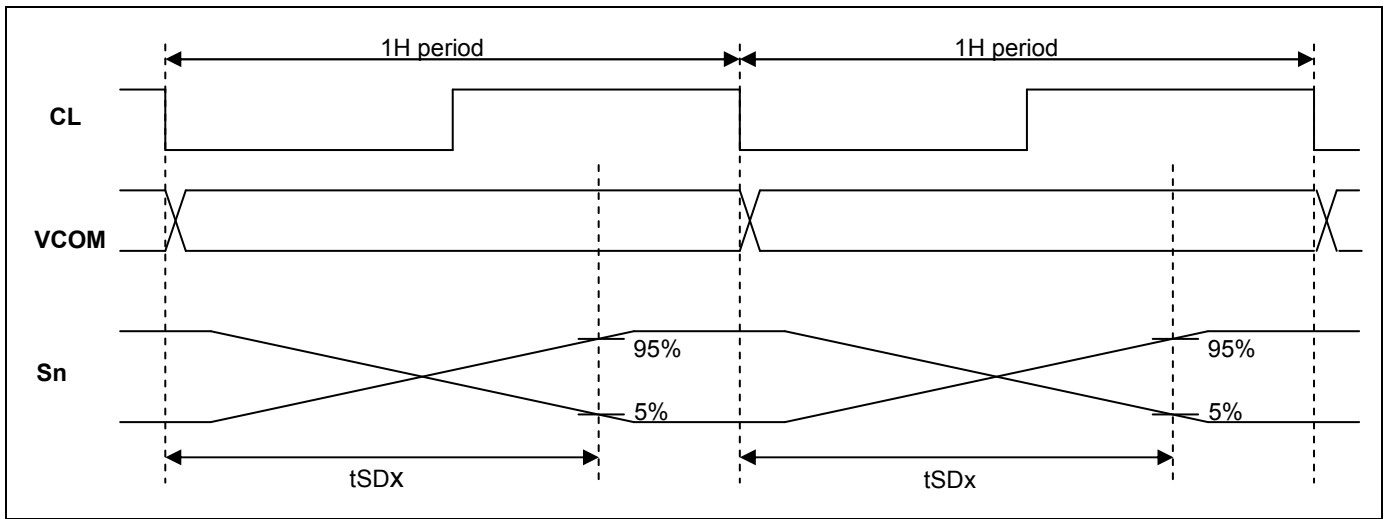 1H period
1H period
CL
VCOM
Sn
95%
95%
5%
5%
tSDx
tSDx